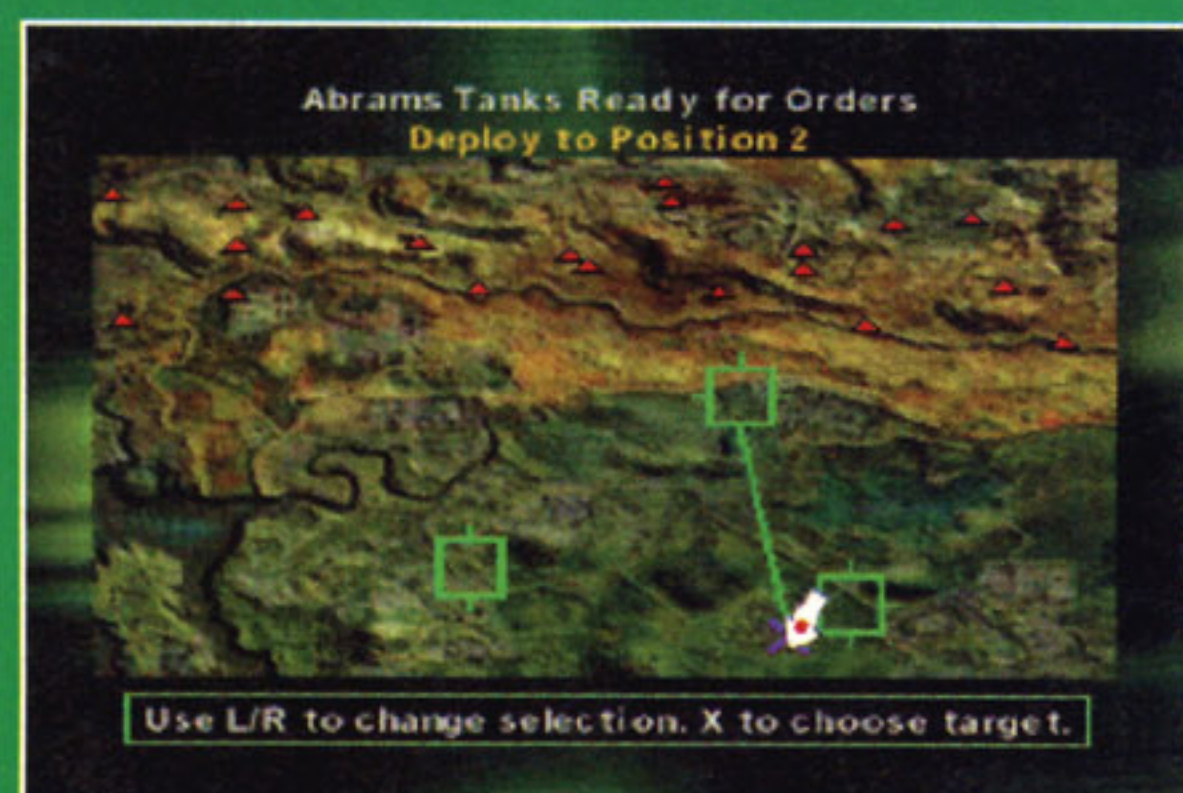 Abrams Tanks Ready for Orders
Deploy to Position 2
Use L/R to change selection. X to choose target.